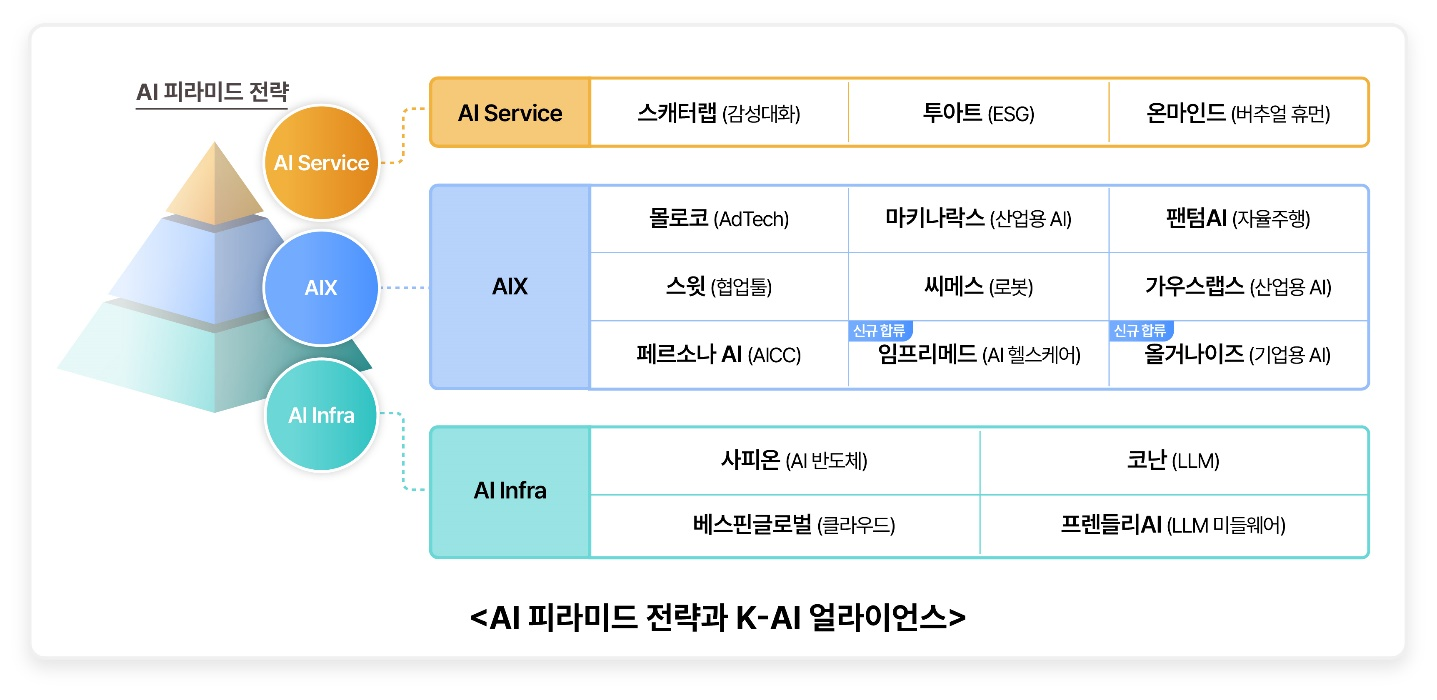 AI 피라미드 전략
AI Service
AIX
AI Infra
AI Service
스캐터랩 (감성대화)
투아트 (ESG)
온마인드 (버추얼 휴먼)
AIX
몰로코 (AdTech)
마키나락스 (산업용 AI)
팬텀AI (자율주행)
스윗 (협업툴)
씨메스 (로봇)
가우스랩스 (산업용 AI)
페르소나 AI (AICC)
신규 합류
임프리메드 (AI 헬스케어)
신규 합류
올거나이즈 (기업용 AI)
AI Infra
사피온 (AI 반도체)
코난 (LLM)
베스핀글로벌 (클라우드)
프렌들리AI (LLM 미들웨어)
<AI 피라미드 전략과 K-AI 얼라이언스>